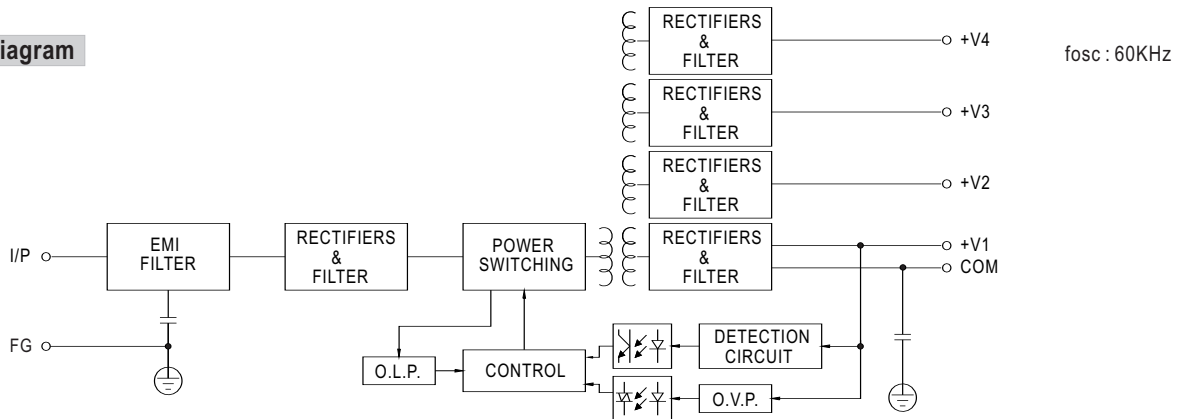 iagram
RECTIFIERS
&
FILTER
+V4
fosc : 60KHz
RECTIFIERS
&
FILTER
+V3
RECTIFIERS
&
FILTER
+V2
I/P
EMI
FILTER
RECTIFIERS
&
FILTER
POWER
SWITCHING
RECTIFIERS
&
FILTER
+V1
COM
FG
O.L.P.
CONTROL
DETECTION
CIRCUIT
O.V.P.